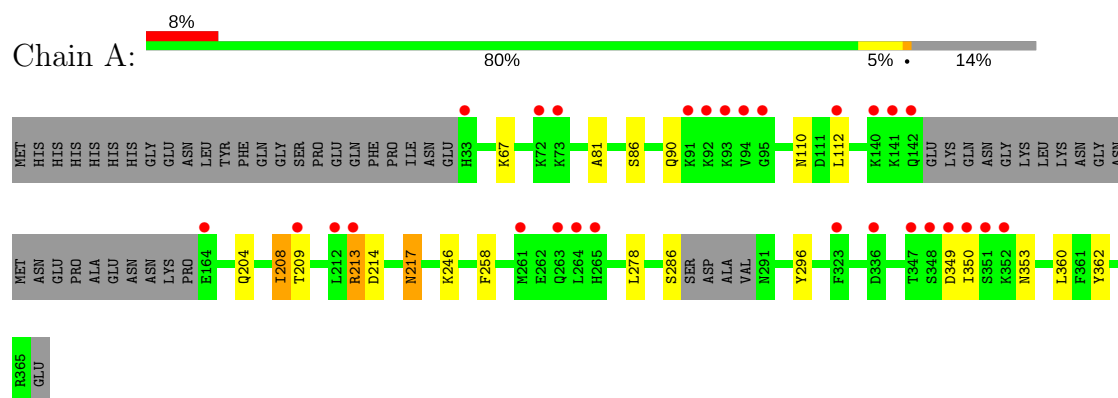 8%
Chain A:
80% 5% • 14%
MET HIS HIS HIS HIS HIS HIS GLY GLU ASN LEU TYR PHE GLN GLY SER PRO GLU GLN PHE PRO ILE ASN GLU H33 K67 K72 K73 A81 S86 Q90 K91 K92 K93 V94 G95 N110 D111 L112 K140 K141 Q142 GLU LYS GLN ASN GLY LYS LEU LYS ASN GLY ASN
MET ASN GLU PRO ALA GLU ASN ASN LYS PRO E164 Q204 I208 T209 L212 R213 D214 N217 K246 F258 M261 E262 Q263 L264 H265 L278 S286 SER ASP ALA VAL N291 Y296 F323 D336 T347 S348 D349 I350 S351 K352 N353 L360 F361 Y362
R365 GLU